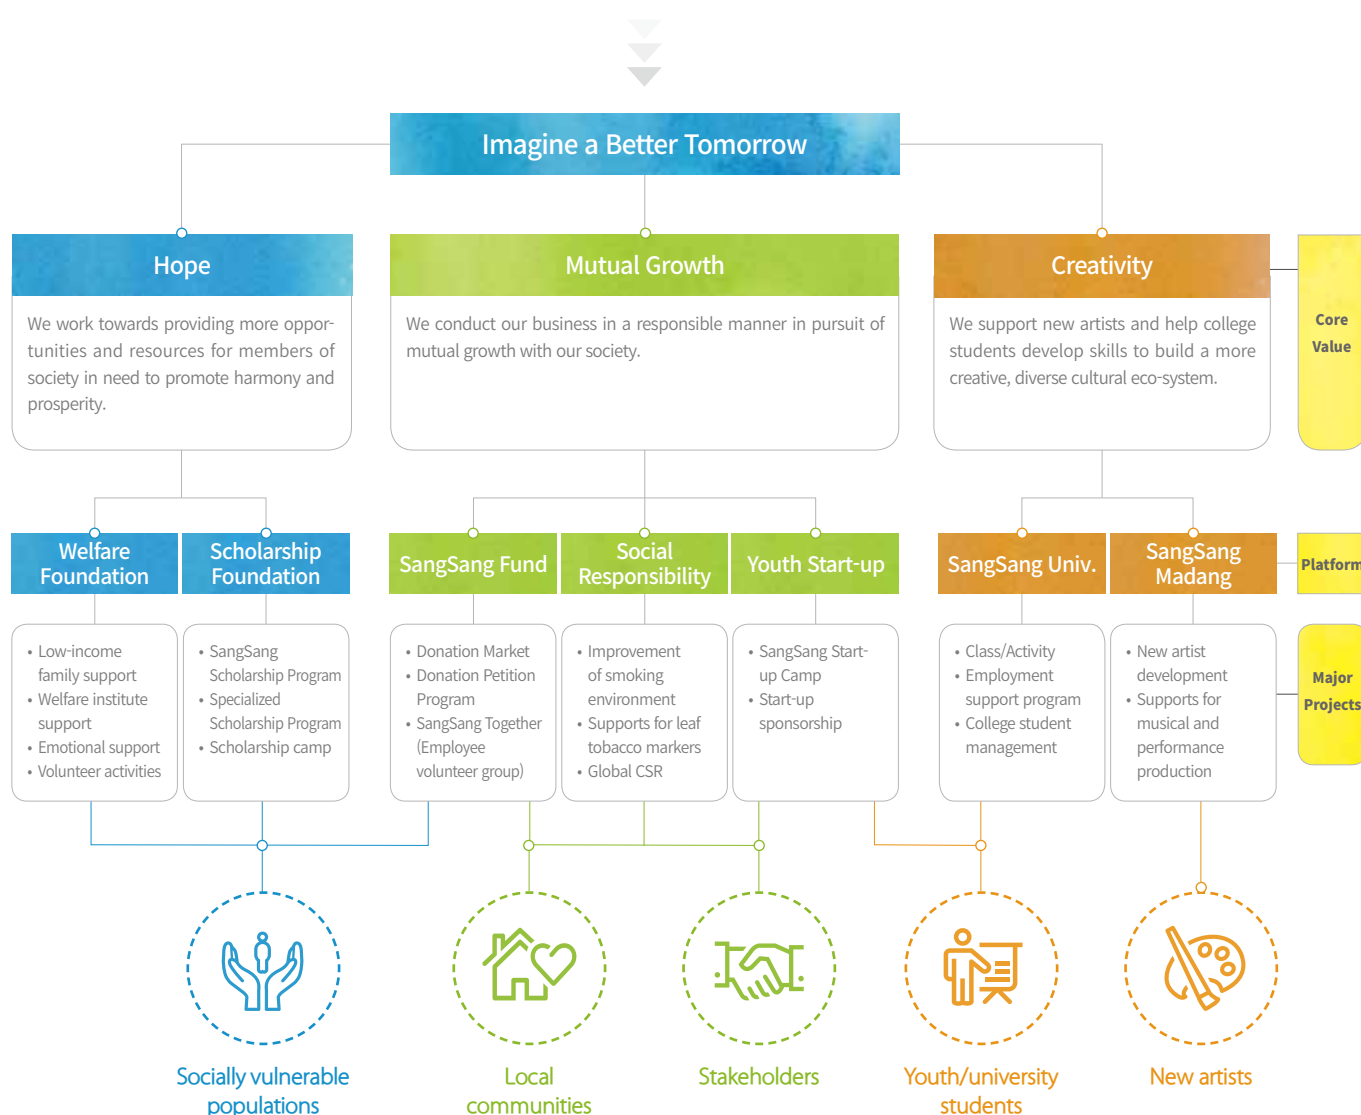 Imagine a Better Tomorrow
Hope
We work towards providing more oppor-
tunities and resources for members of
society in need to promote harmony and
prosperity.
Mutual Growth
We conduct our business in a responsible manner in pursuit of
mutual growth with our society.
Creativity
We support new artists and help college
students develop skills to build a more
creative, diverse cultural eco-system.
Core
Value
Welfare
Foundation
Scholarship
Foundation
SangSang Fund
Social
Responsibility
Youth Start-up
SangSang Univ.
SangSang
Madang
Platform
• Low-income
family support
• Welfare institute
support
• Emotional support
• Volunteer activities
• SangSang
Scholarship Program
• Specialized
Scholarship Program
• Scholarship camp
• Donation Market
• Donation Petition
Program
• SangSang Together
(Employee
volunteer group)
• Improvement
of smoking
environment
• Supports for leaf
tobacco markers
• Global CSR
• SangSang Start-
up Camp
• Start-up
sponsorship
• Class/Activity
• Employment
support program
• College student
management
• New artist
development
• Supports for
musical and
performance
production
Major
Projects
Socially vulnerable
populations
Local
communities
Stakeholders
Youth/university
students
New artists